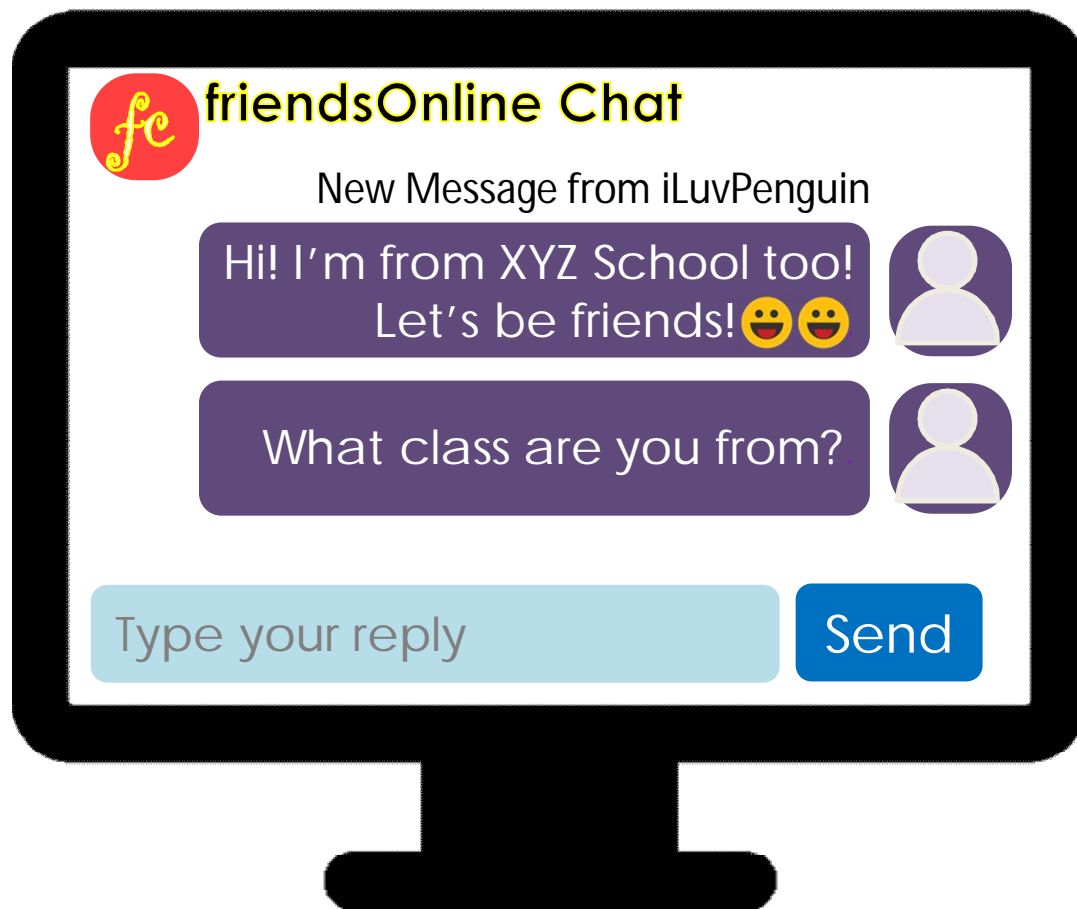 fc
friendsOnline Chat
New Message from iLuvPenguin
Hi! I’m from XYZ School too!
Let’s be friends!😃😃
What class are you from?.
Type your reply
Send